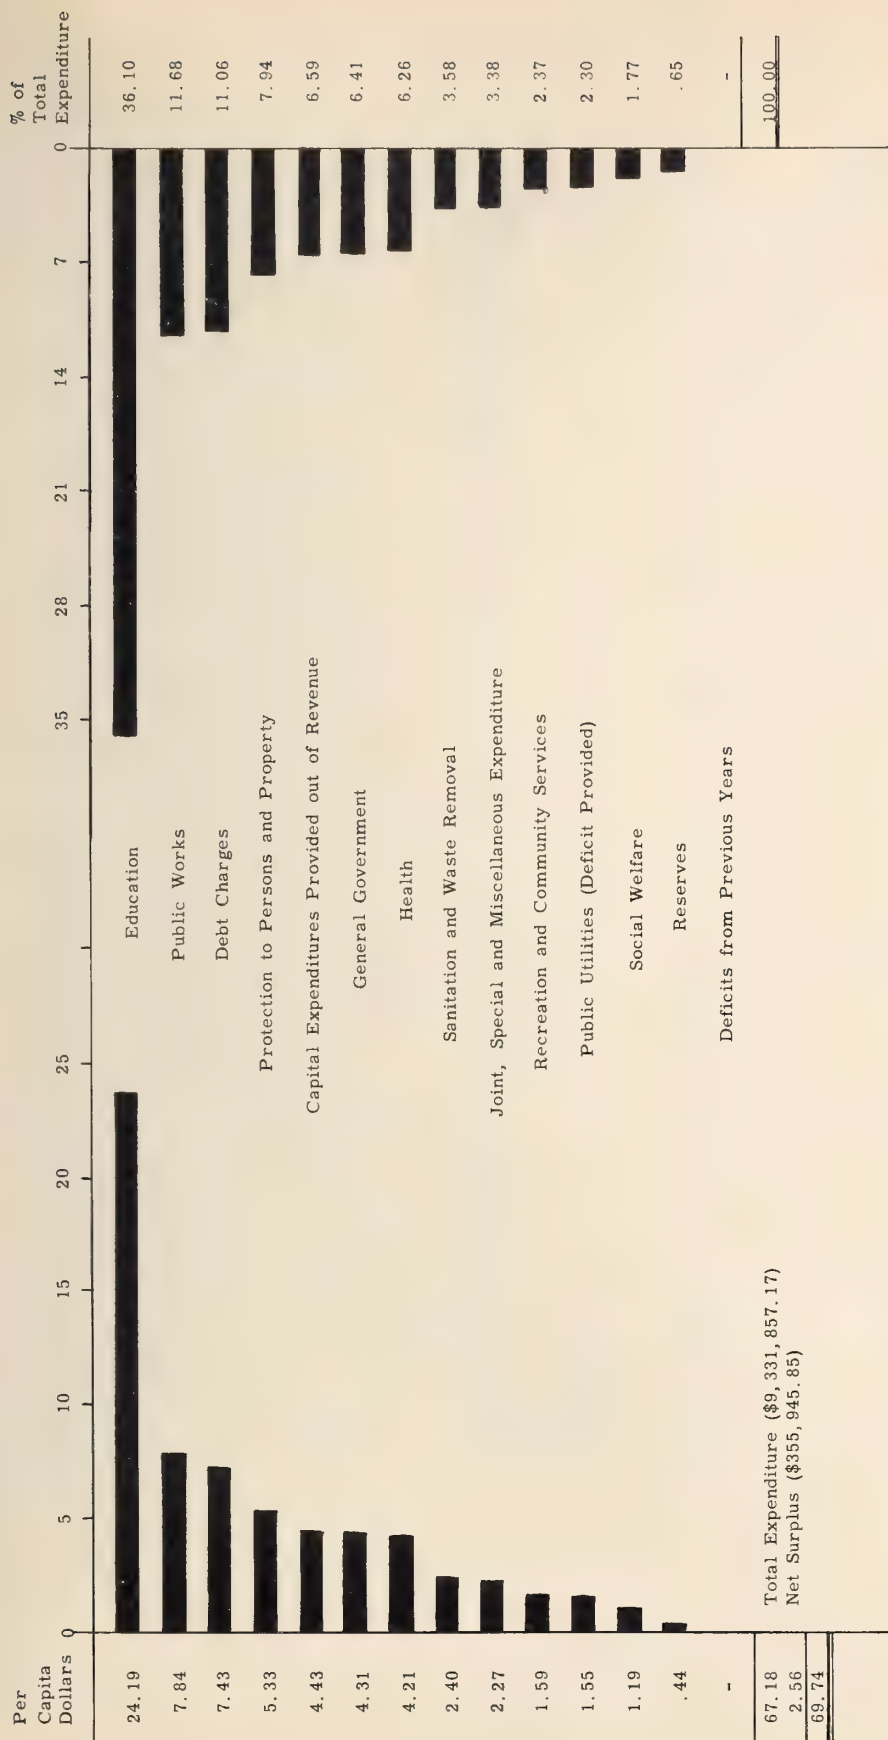 Per Capita Dollars
0 5 10 15 20 25
35 28 21 14 7 0
% of Total Expenditure
24.19 Education 36.10
7.84 Public Works 11.68
7.43 Debt Charges 11.06
5.33 Protection to Persons and Property 7.94
4.43 Capital Expenditures Provided out of Revenue 6.59
4.31 General Government 6.41
4.21 Health 6.26
2.40 Sanitation and Waste Removal 3.58
2.27 Joint, Special and Miscellaneous Expenditure 3.38
1.59 Recreation and Community Services 2.37
1.55 Public Utilities (Deficit Provided) 2.30
1.19 Social Welfare 1.77
.44 Reserves .65
- Deficits from Previous Years -
67.18 Total Expenditure ($9,331,857.17) 100.00
2.56 Net Surplus ($355,945.85)
69.74